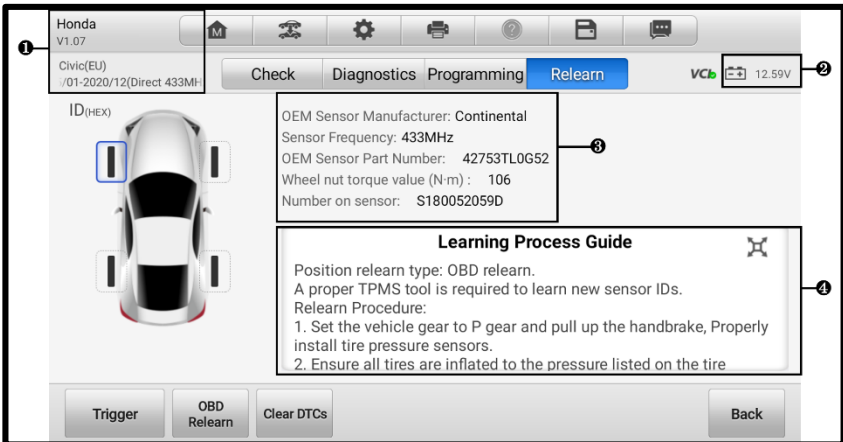 Honda
V1.07
M
?
Civic(EU)
/01-2020/12(Direct 433MH
Check
Diagnostics
Programming
Relearn
VCI
12.59V
❶
❷
ID(HEX)
OEM Sensor Manufacturer: Continental
Sensor Frequency: 433MHz
OEM Sensor Part Number: 42753TL0G52
Wheel nut torque value (N·m) : 106
Number on sensor: S180052059D
❸
Learning Process Guide
Position relearn type: OBD relearn.
A proper TPMS tool is required to learn new sensor IDs.
Relearn Procedure:
1. Set the vehicle gear to P gear and pull up the handbrake, Properly
install tire pressure sensors.
2. Ensure all tires are inflated to the pressure listed on the tire
❹
Trigger
OBD
Relearn
Clear DTCs
Back